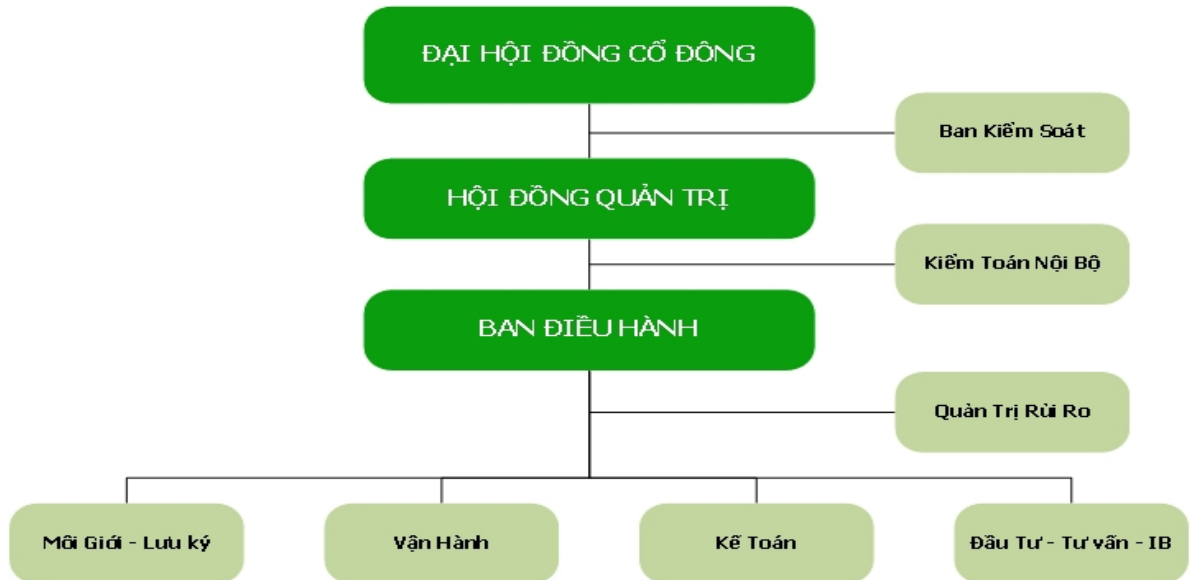 ĐẠI HỘI ĐỒNG CỔ ĐÔNG
Ban Kiểm Soát
HỘI ĐỒNG QUẢN TRỊ
Kiểm Toán Nội Bộ
BAN ĐIỀU HÀNH
Quản Trị Rủi Ro
Môi Giới - Lưu ký
Vận Hành
Kế Toán
Đầu Tư - Tư vấn - IB